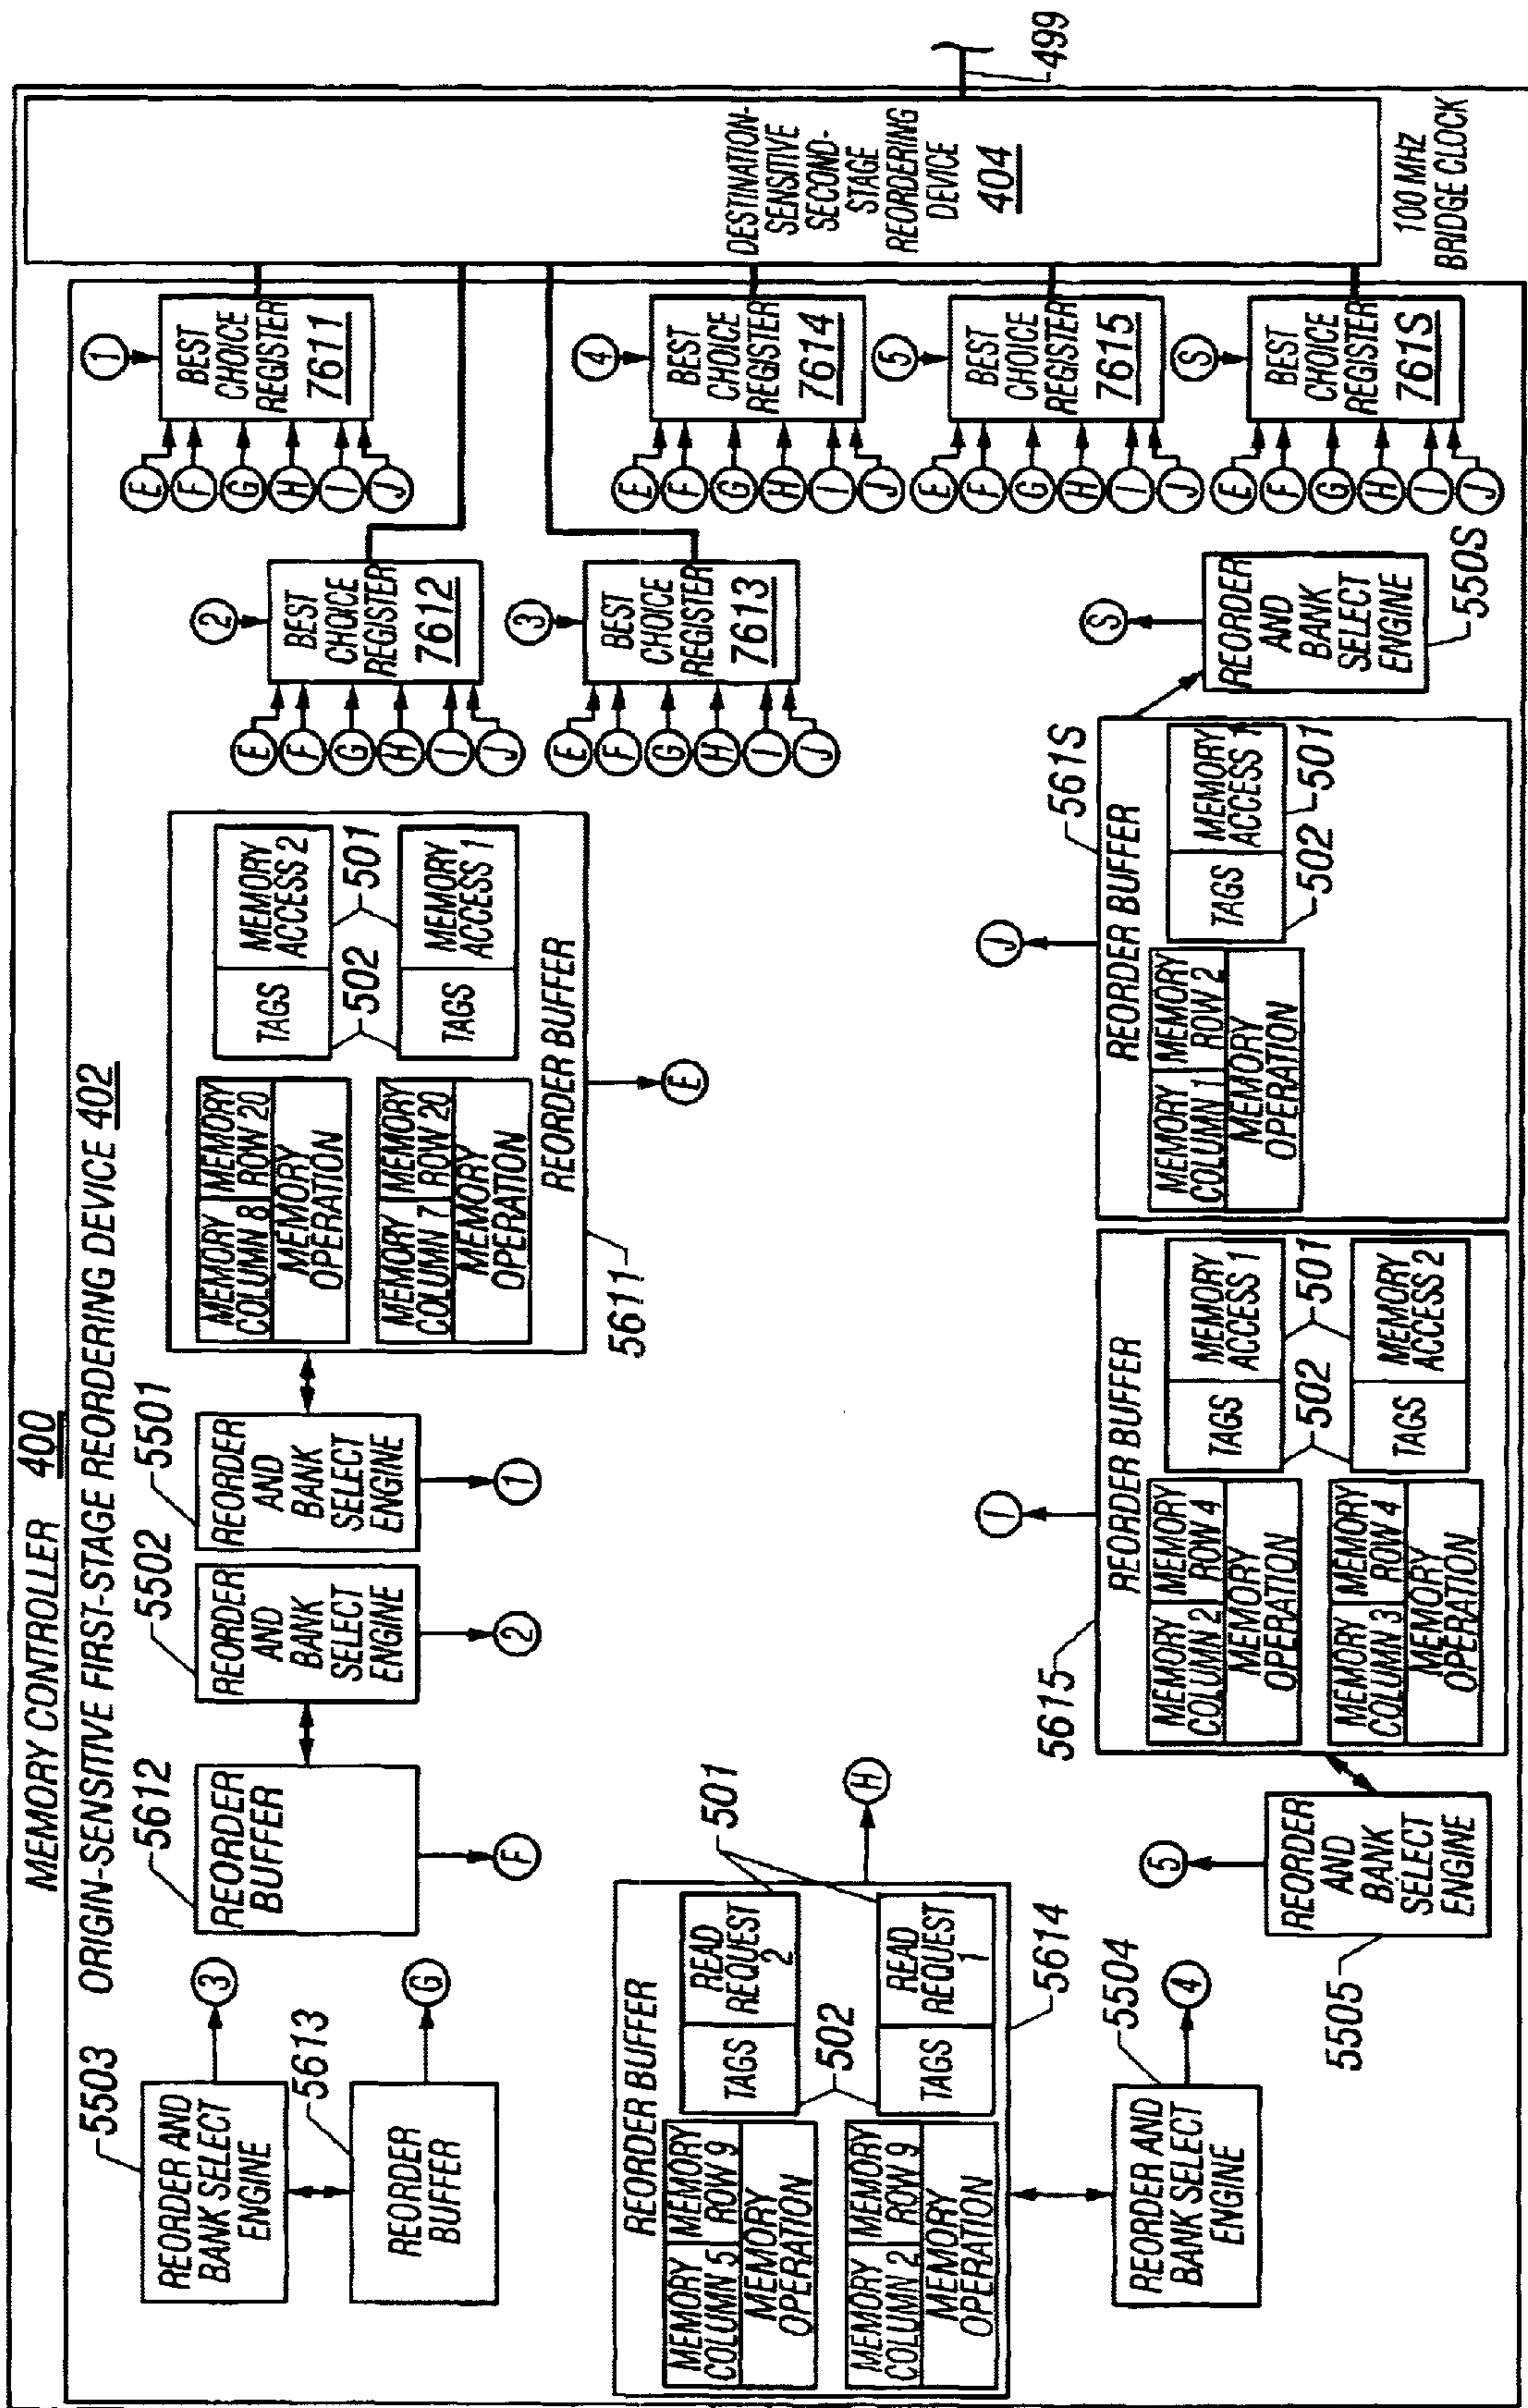 MEMORY CONTROLLER 400
ORIGIN-SENSITIVE FIRST-STAGE REORDERING DEVICE 402
5503
REORDER AND
BANK SELECT
ENGINE
3
5613
REORDER
BUFFER
G
5612
REORDER
BUFFER
F
5502
REORDER
AND
BANK
SELECT
ENGINE
2
5501
REORDER
AND
BANK
SELECT
ENGINE
1
5611
MEMORY COLUMN 8
MEMORY ROW 20
MEMORY
OPERATION
TAGS
MEMORY
ACCESS 2
502
501
MEMORY COLUMN 7
MEMORY ROW 20
MEMORY
OPERATION
TAGS
MEMORY
ACCESS 1
REORDER BUFFER
E
REORDER BUFFER
MEMORY COLUMN 5
MEMORY ROW 9
MEMORY
OPERATION
TAGS
READ
REQUEST
2
502
501
MEMORY COLUMN 2
MEMORY ROW 9
MEMORY
OPERATION
TAGS
READ
REQUEST
1
H
5614
REORDER AND
BANK SELECT
ENGINE
5504
4
5505
REORDER
AND
BANK
SELECT
ENGINE
5
5615
I
REORDER BUFFER
MEMORY COLUMN 2
MEMORY ROW 4
MEMORY
OPERATION
TAGS
MEMORY
ACCESS 1
502
501
MEMORY COLUMN 3
MEMORY ROW 4
MEMORY
OPERATION
TAGS
MEMORY
ACCESS 2
J
561S
REORDER BUFFER
MEMORY COLUMN 1
MEMORY ROW 2
MEMORY
OPERATION
TAGS
MEMORY
ACCESS 1
502
501
S
REORDER
AND
BANK
SELECT
ENGINE
550S
2
E
F
G
H
I
J
BEST
CHOICE
REGISTER
7612
3
E
F
G
H
I
J
BEST
CHOICE
REGISTER
7613
1
E
F
G
H
I
J
BEST
CHOICE
REGISTER
7611
4
E
F
G
H
I
J
BEST
CHOICE
REGISTER
7614
5
E
F
G
H
I
J
BEST
CHOICE
REGISTER
7615
S
E
F
G
H
I
J
BEST
CHOICE
REGISTER
761S
DESTINATION-
SENSITIVE
SECOND-
STAGE
REORDERING
DEVICE
404
499
100 MHZ
BRIDGE CLOCK